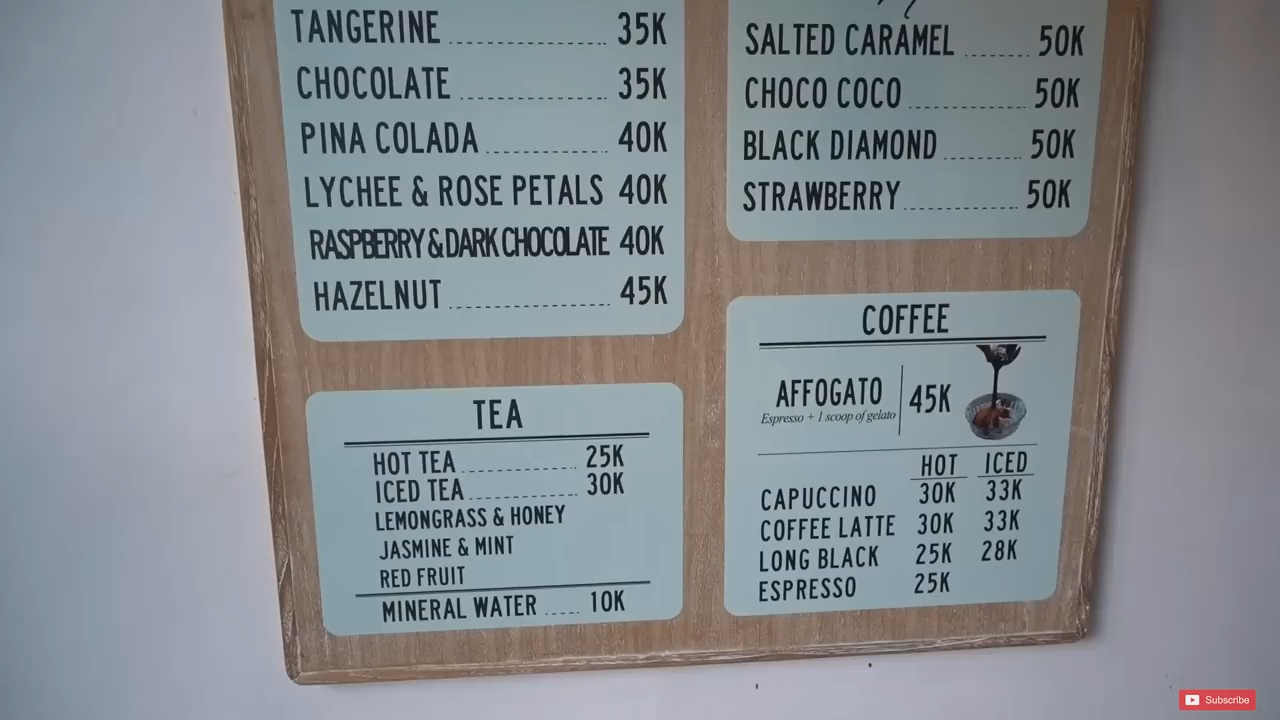 TANGERINE 35K
CHOCOLATE 35K
PINA COLADA 40K
LYCHEE & ROSE PETALS 40K
RASPBERRY & DARK CHOCOLATE 40K
HAZELNUT 45K
TEA
HOT TEA 25K
ICED TEA 30K
LEMONGRASS & HONEY
JASMINE & MINT
RED FRUIT
MINERAL WATER 10K
SALTED CARAMEL 50K
CHOCO COCO 50K
BLACK DIAMOND 50K
STRAWBERRY 50K
COFFEE
AFFOGATO 45K
Espresso + 1 scoop of gelato
HOT ICED
CAPUCCINO 30K 33K
COFFEE LATTE 30K 33K
LONG BLACK 25K 28K
ESPRESSO 25K
Subscribe